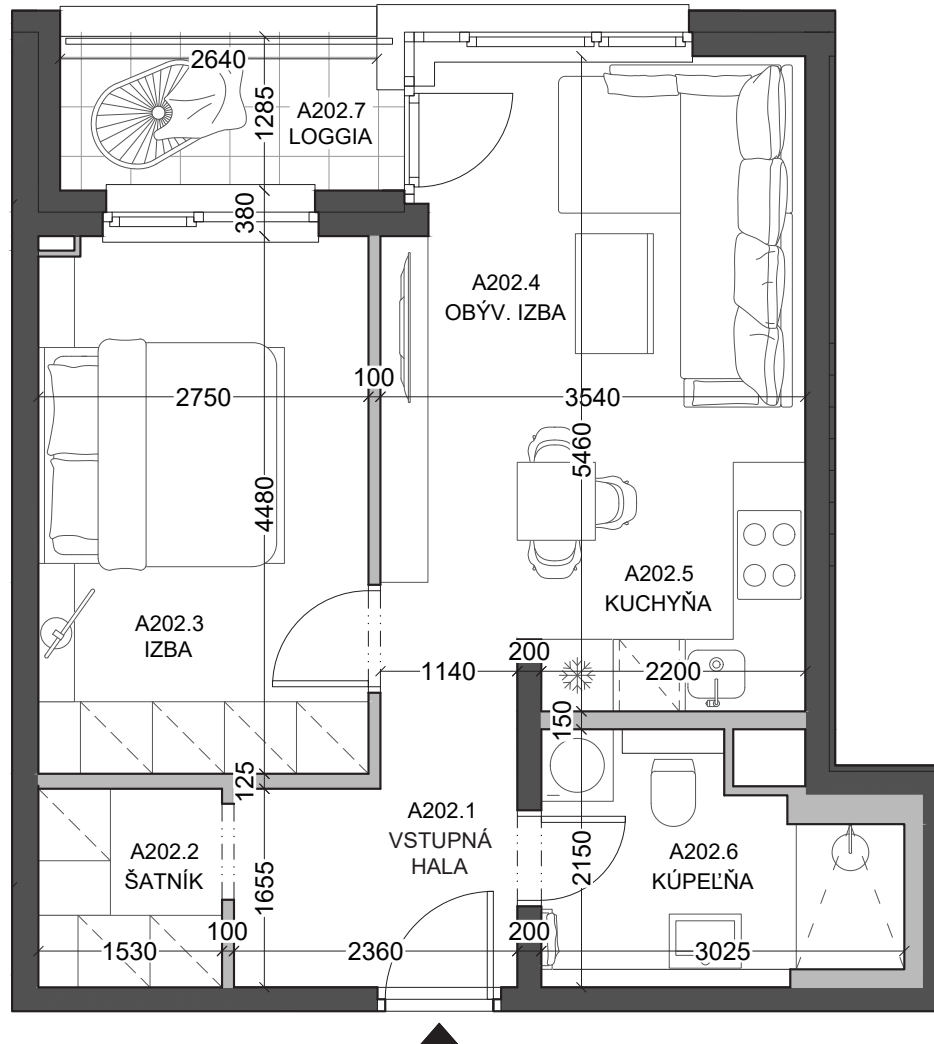 2640
1285
A202.7
LOGGIA
380
A202.4
OBÝV. IZBA
2750
100
3540
5460
4480
A202.5
KUCHYŇA
A202.3
IZBA
200
1140
2200
150
125
A202.1
VSTUPNÁ
HALA
A202.2
ŠATNÍK
A202.6
KÚPEĽŇA
2150
1655
1530
100
2360
200
3025